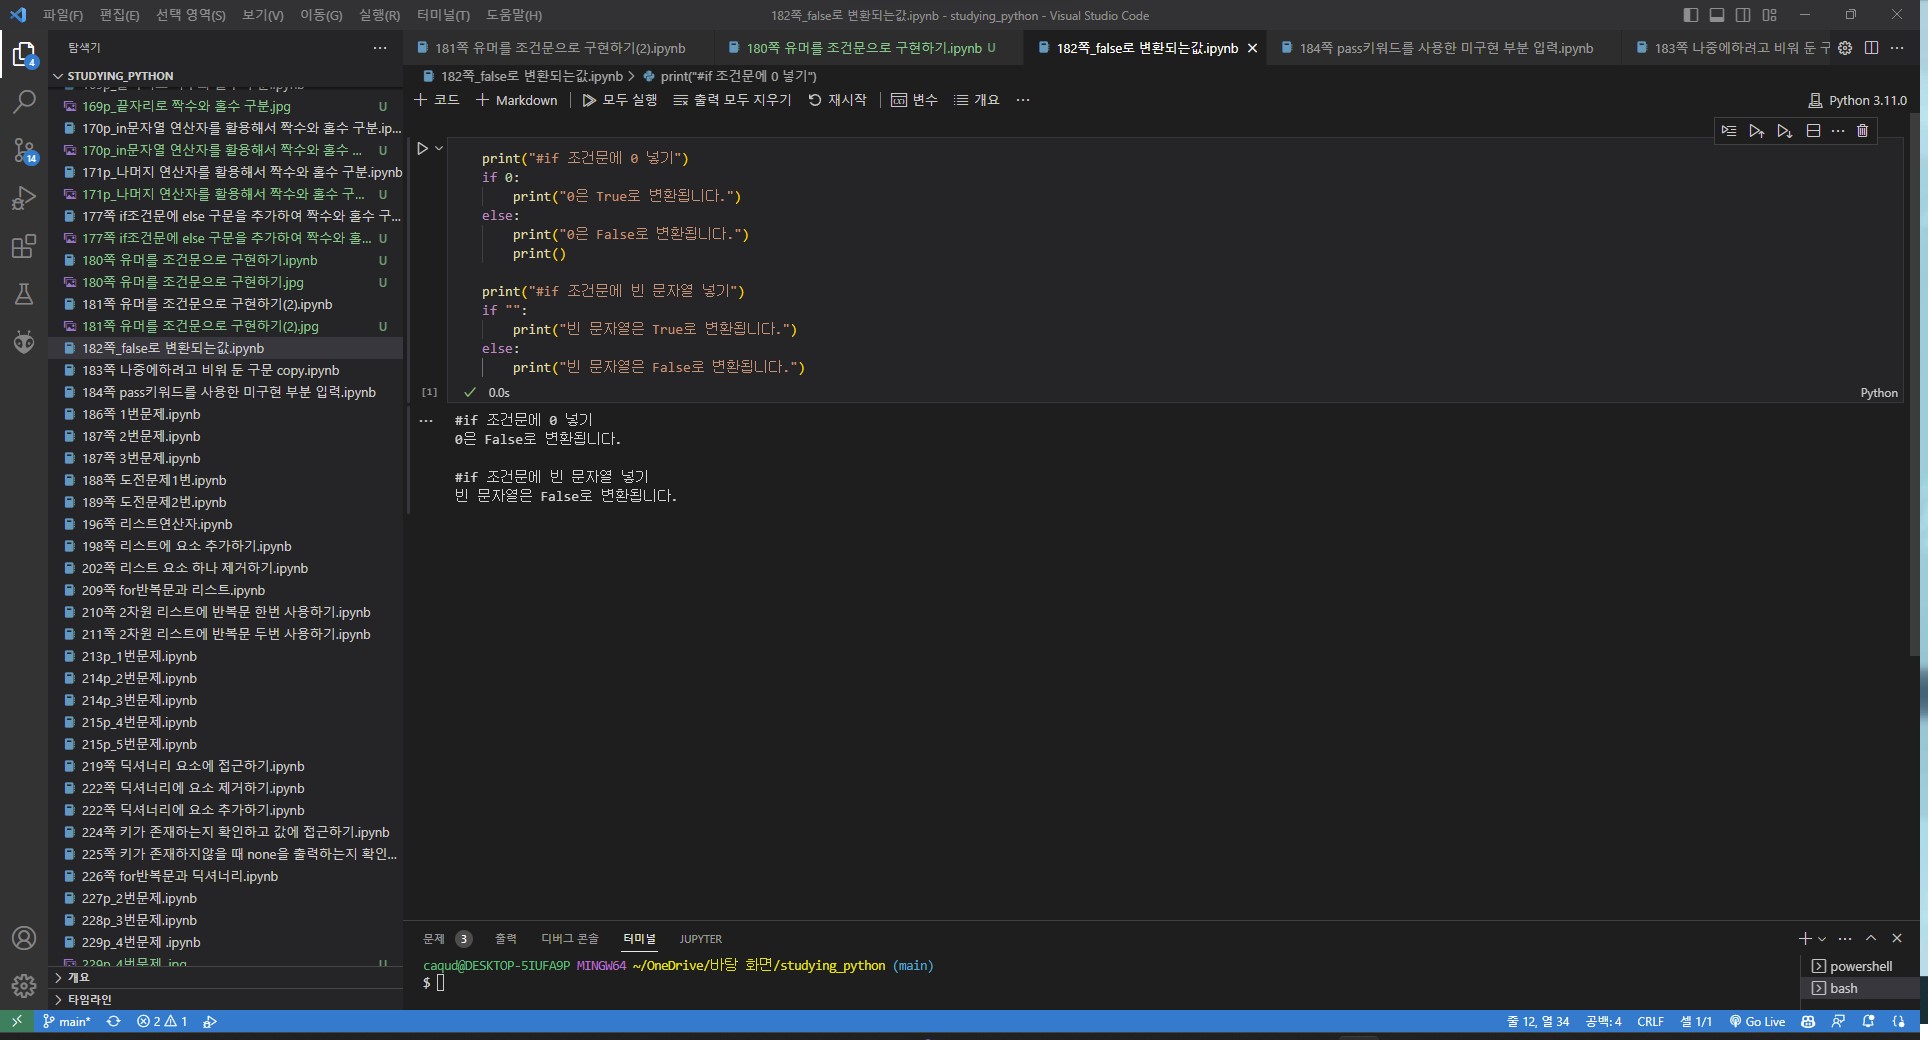 파일(F) 편집(E) 선택 영역(S) 보기(V) 이동(G) 실행(R) 터미널(T) 도움말(H)
182쪽_false로 변환되는값.ipynb - studying_python - Visual Studio Code
탐색기
STUDYING_PYTHON
169p_끝자리로 짝수와 홀수 구분.jpg U
170p_in문자열 연산자를 활용해서 짝수와 홀수 구분.ip...
170p_in문자열 연산자를 활용해서 짝수와 홀수 ... U
171p_나머지 연산자를 활용해서 짝수와 홀수 구분.ipynb
171p_나머지 연산자를 활용해서 짝수와 홀수 구... U
177쪽 if조건문에 else 구문을 추가하여 짝수와 홀수 구...
177쪽 if조건문에 else 구문을 추가하여 짝수와 홀... U
180쪽 유머를 조건문으로 구현하기.ipynb U
180쪽 유머를 조건문으로 구현하기.jpg U
181쪽 유머를 조건문으로 구현하기(2).ipynb
181쪽 유머를 조건문으로 구현하기(2).jpg U
182쪽_false로 변환되는값.ipynb
183쪽 나중에하려고 비워 둔 구문 copy.ipynb
184쪽 pass키워드를 사용한 미구현 부분 입력.ipynb
186쪽 1번문제.ipynb
187쪽 2번문제.ipynb
187쪽 3번문제.ipynb
188쪽 도전문제1번.ipynb
189쪽 도전문제2번.ipynb
196쪽 리스트연산자.ipynb
198쪽 리스트에 요소 추가하기.ipynb
202쪽 리스트 요소 하나 제거하기.ipynb
209쪽 for반복문과 리스트.ipynb
210쪽 2차원 리스트에 반복문 한번 사용하기.ipynb
211쪽 2차원 리스트에 반복문 두번 사용하기.ipynb
213p_1번문제.ipynb
214p_2번문제.ipynb
214p_3번문제.ipynb
215p_4번문제.ipynb
215p_5번문제.ipynb
219쪽 딕셔너리 요소에 접근하기.ipynb
222쪽 딕셔너리에 요소 제거하기.ipynb
222쪽 딕셔너리에 요소 추가하기.ipynb
224쪽 키가 존재하는지 확인하고 값에 접근하기.ipynb
225쪽 키가 존재하지않을 때 none을 출력하는지 확인...
226쪽 for반복문과 딕셔너리.ipynb
227p_2번문제.ipynb
228p_3번문제.ipynb
229p_4번문제 .ipynb
229p_4번문제 .jpg U
개요
타임라인
181쪽 유머를 조건문으로 구현하기(2).ipynb
180쪽 유머를 조건문으로 구현하기.ipynb U
182쪽_false로 변환되는값.ipynb
184쪽 pass키워드를 사용한 미구현 부분 입력.ipynb
183쪽 나중에하려고 비워 둔 구
182쪽_false로 변환되는값.ipynb > print("#if 조건문에 0 넣기")
코드 Markdown 모두 실행 출력 모두 지우기 재시작 변수 개요 ...
Python 3.11.0
print("#if 조건문에 0 넣기")
if 0:
print("0은 True로 변환됩니다.")
else:
print("0은 False로 변환됩니다.")
print()
print("#if 조건문에 빈 문자열 넣기")
if "":
print("빈 문자열은 True로 변환됩니다.")
else:
print("빈 문자열은 False로 변환됩니다.")
[1] 0.0s
Python
#if 조건문에 0 넣기
0은 False로 변환됩니다.
#if 조건문에 빈 문자열 넣기
빈 문자열은 False로 변환됩니다.
문제 3 출력 디버그 콘솔 터미널 JUPYTER
caqud@DESKTOP-5IUFA9P MINGW64 ~/OneDrive/바탕 화면/studying_python (main)
$
powershell
bash
4
14
main* 2 1
줄 12, 열 34 공백: 4 CRLF 셀 1/1 Go Live